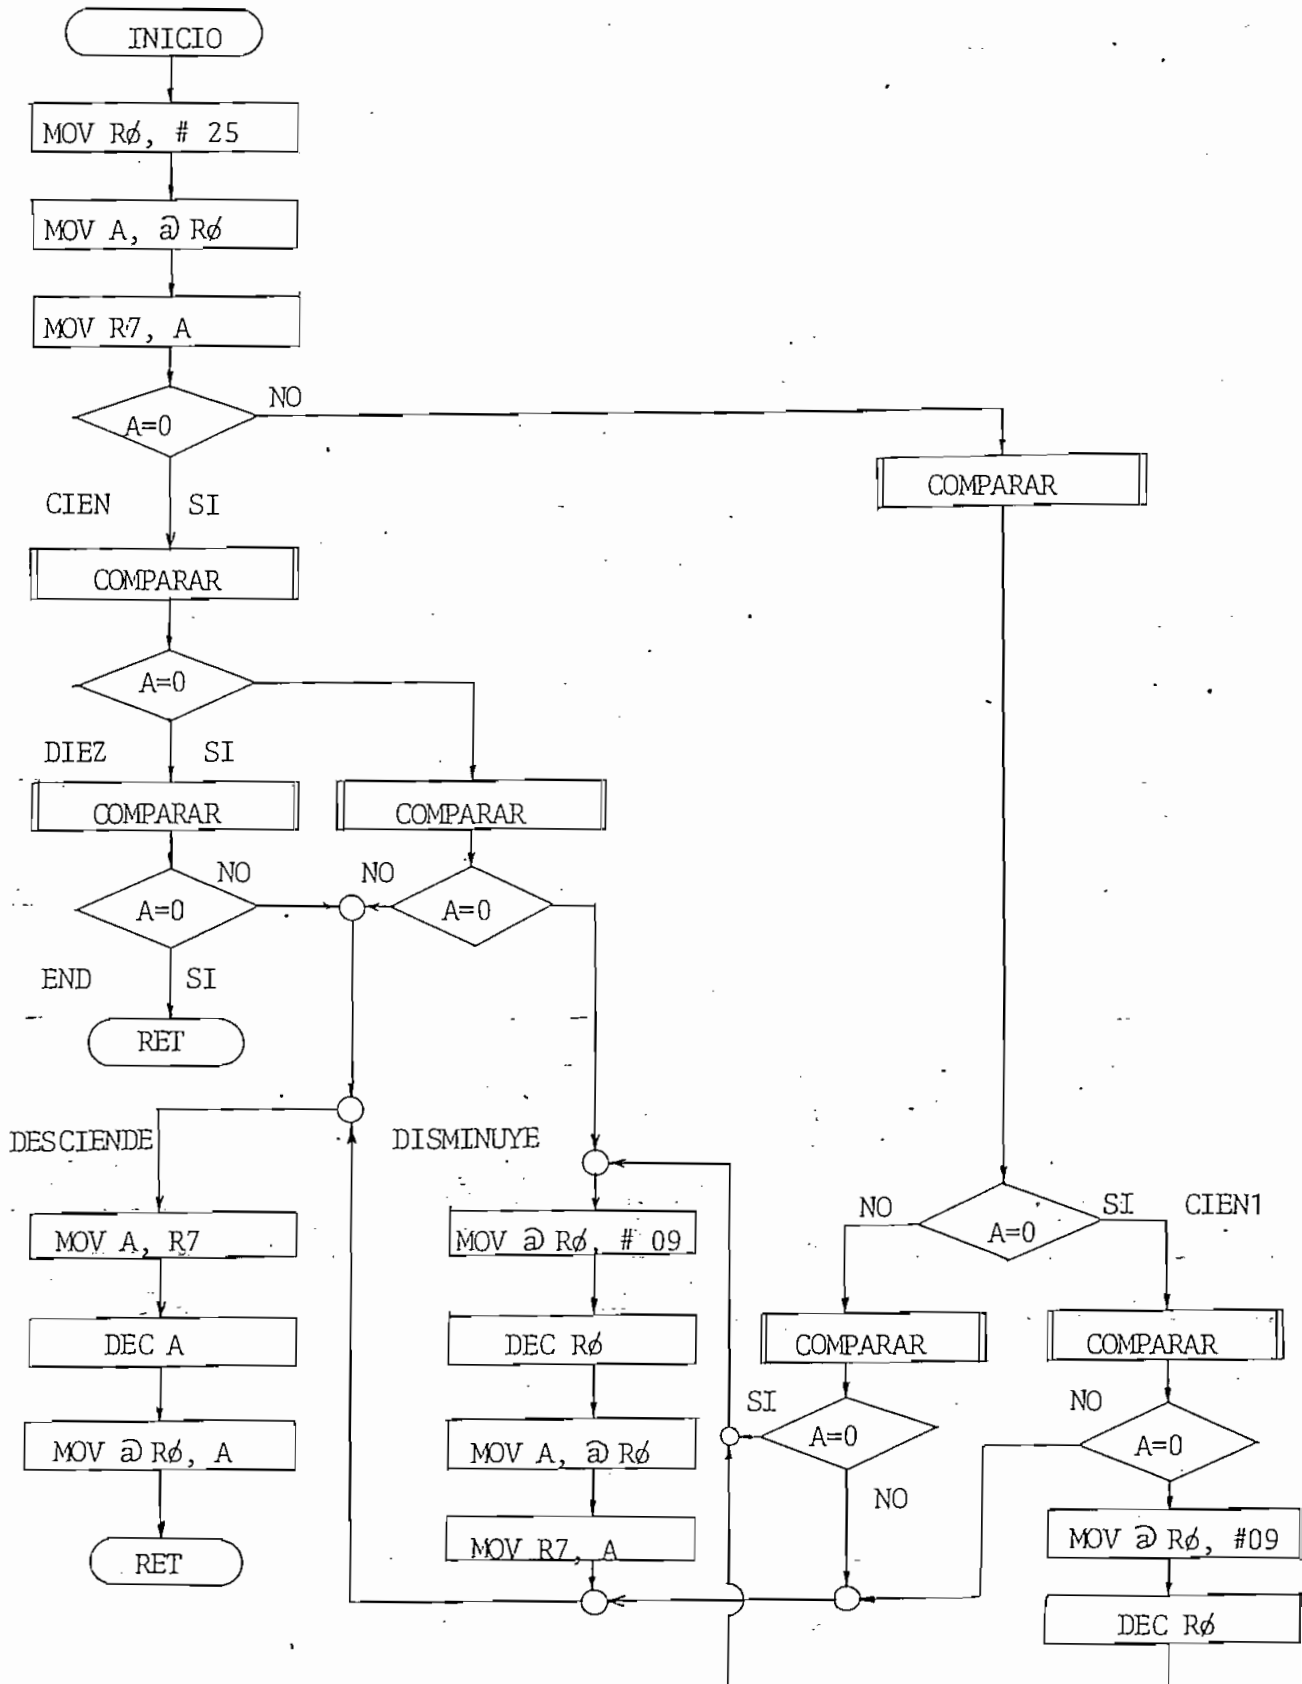 INICIO
MOV RØ, # 25
MOV A, @ RØ
MOV R7, A
A=0
NO
CIEN SI
COMPARAR
COMPARAR
A=0
DIEZ SI
COMPARAR
COMPARAR
A=0
NO
NO
A=0
END SI
RET
DESCIENDE
DISMINUYE
NO
A=0
SI
CIEN1
MOV A, R7
MOV @ RØ, # 09
DEC A
DEC RØ
COMPARAR
COMPARAR
MOV @ RØ, A
MOV A, @ RØ
SI
A=0
NO
NO
A=0
RET
MOV R7, A
MOV @ RØ, #09
DEC RØ